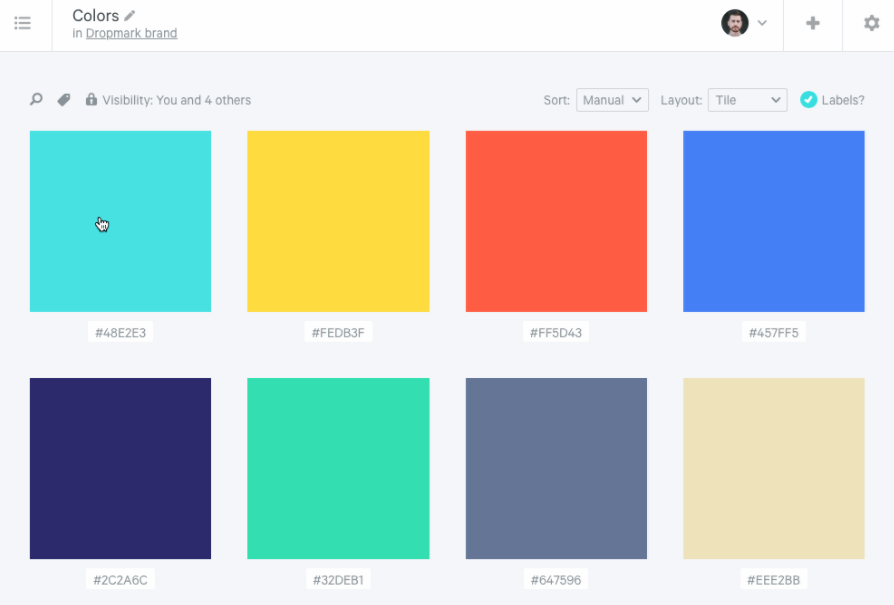 Colors
in Dropmark brand
Visibility: You and 4 others
Sort: Manual Layout: Tile Labels?
#48E2E3 #FEDB3F #FF5D43 #457FF5
#2C2A6C #32DEB1 #647596 #EEE2BB